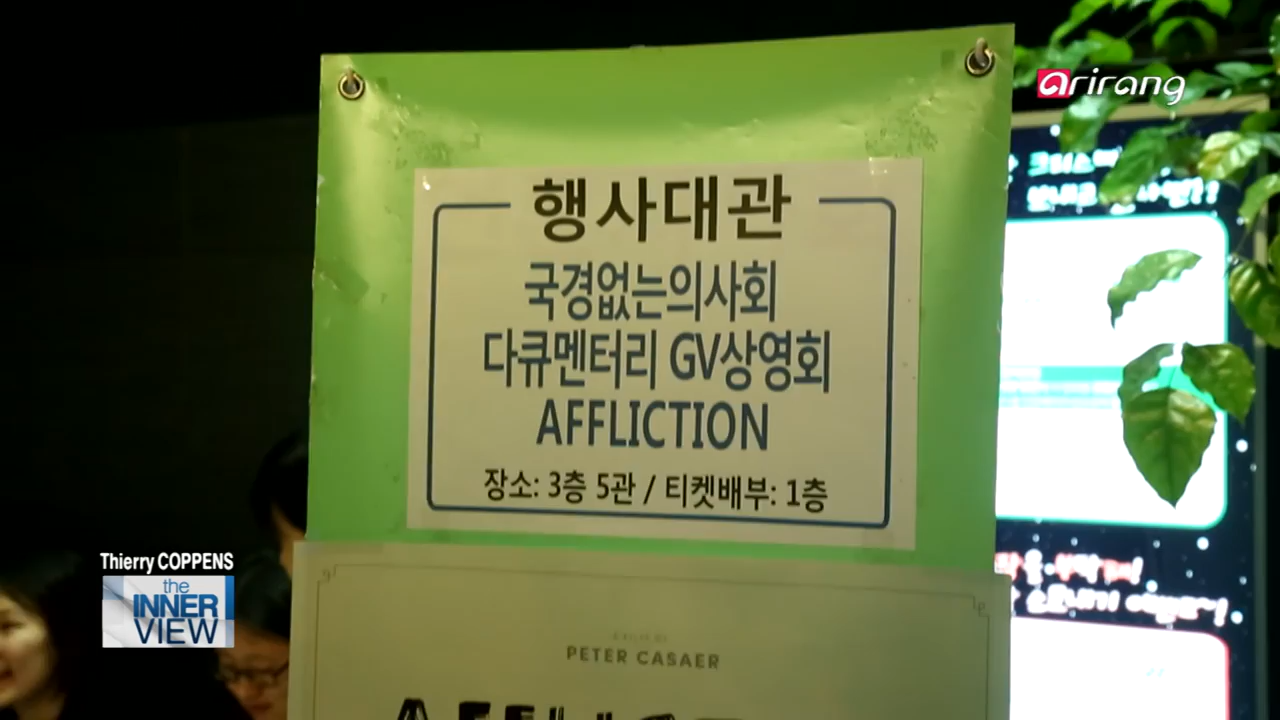 arirang
행사대관
국경없는의사회
다큐멘터리 GV상영회
AFFLICTION
장소: 3층 5관 / 티켓배부: 1층
Thierry COPPENS
the
INNER
VIEW
A FILM BY
PETER CASAER